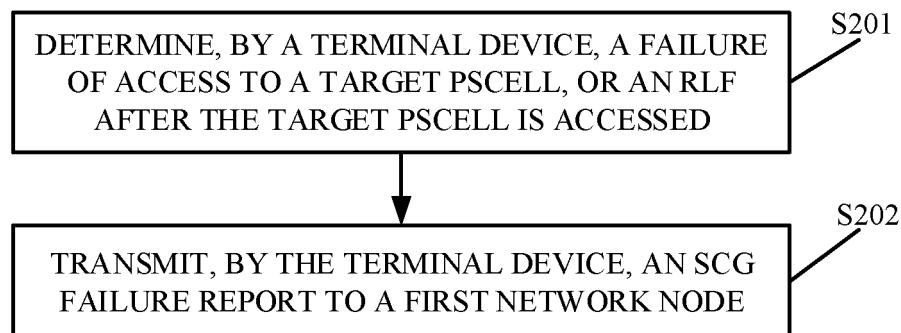 DETERMINE, BY A TERMINAL DEVICE, A FAILURE
OF ACCESS TO A TARGET PSCELL, OR AN RLF
AFTER THE TARGET PSCELL IS ACCESSED
S201
TRANSMIT, BY THE TERMINAL DEVICE, AN SCG
FAILURE REPORT TO A FIRST NETWORK NODE
S202